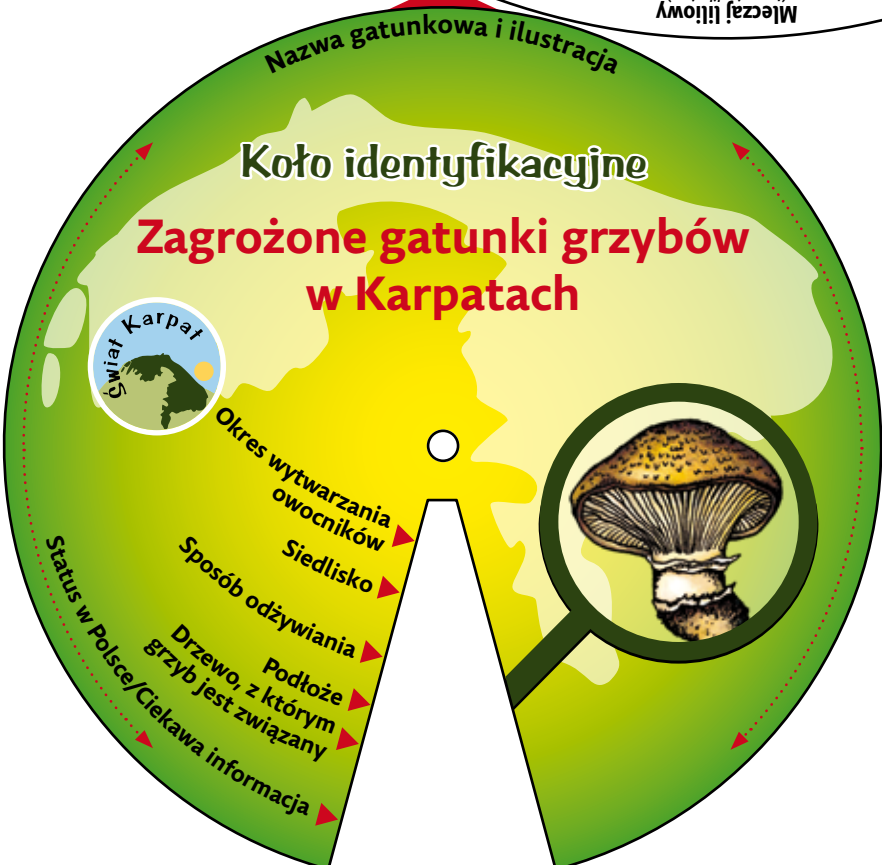 Mleczaj liliowy
Nazwa gatunkowa i ilustracja
Koło identyfikacyjne
Zagrożone gatunki grzybów
w Karpatach
Świat Karpat
Okres wytwarzania
owocników
Siedlisko
Sposób odżywiania
Podłoże
Drzewo, z którym
grzyb jest związany
Status w Polsce/Ciekawa informacja